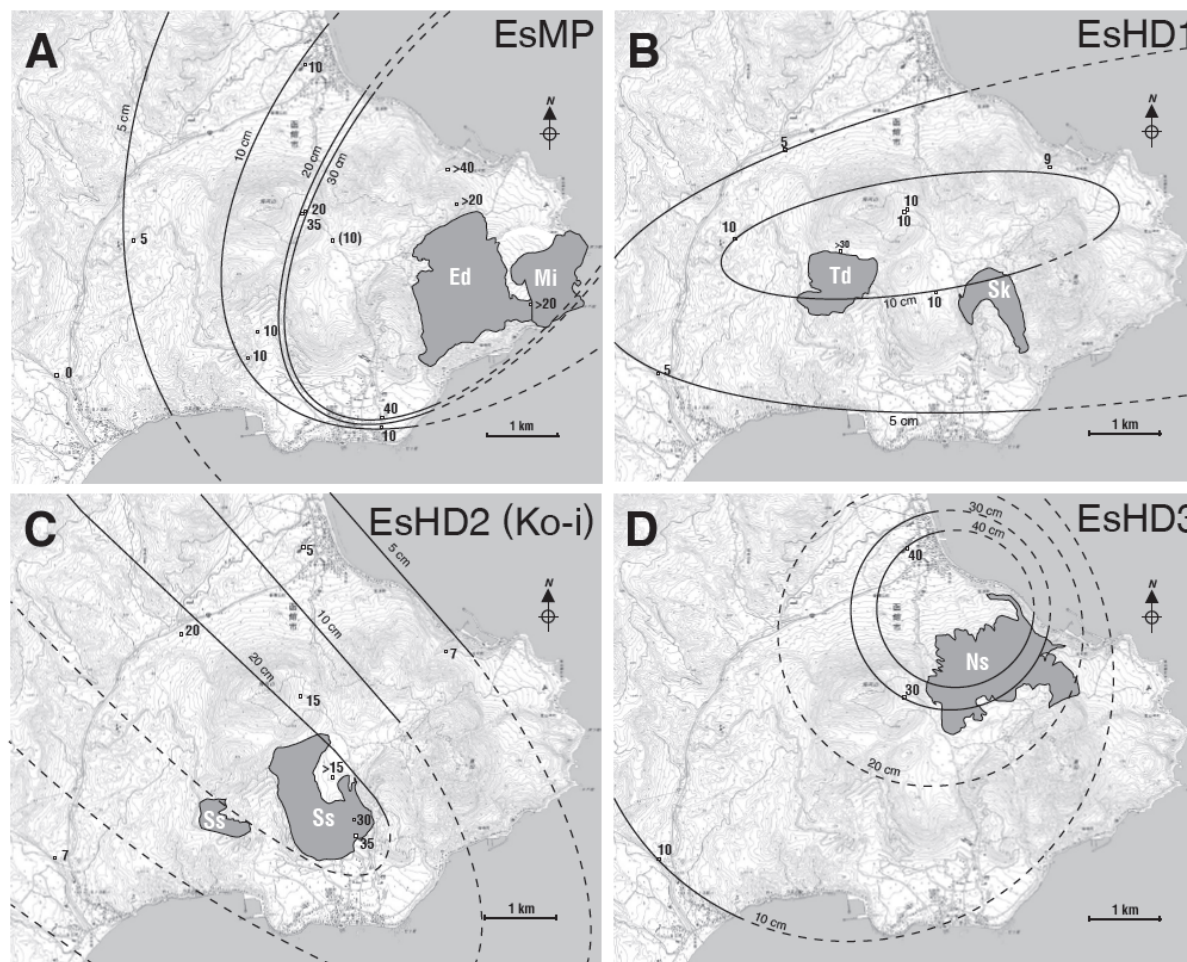 A
EsMP
N
5 cm
10 cm
20 cm
30 cm
10
>40
>20
20
35
(10)
5
Ed
Mi
>20
10
10
0
40
10
1 km
B
EsHD1
N
5
9
10
10
10
>30
Td
Sk
10 cm
10
5
5 cm
1 km
C
EsHD2 (Ko-i)
N
5 cm
5
10 cm
20
7
20 cm
15
>15
Ss
Ss
30
35
7
1 km
D
EsHD3
N
30 cm
40 cm
40
Ns
30
20 cm
10
10 cm
1 km